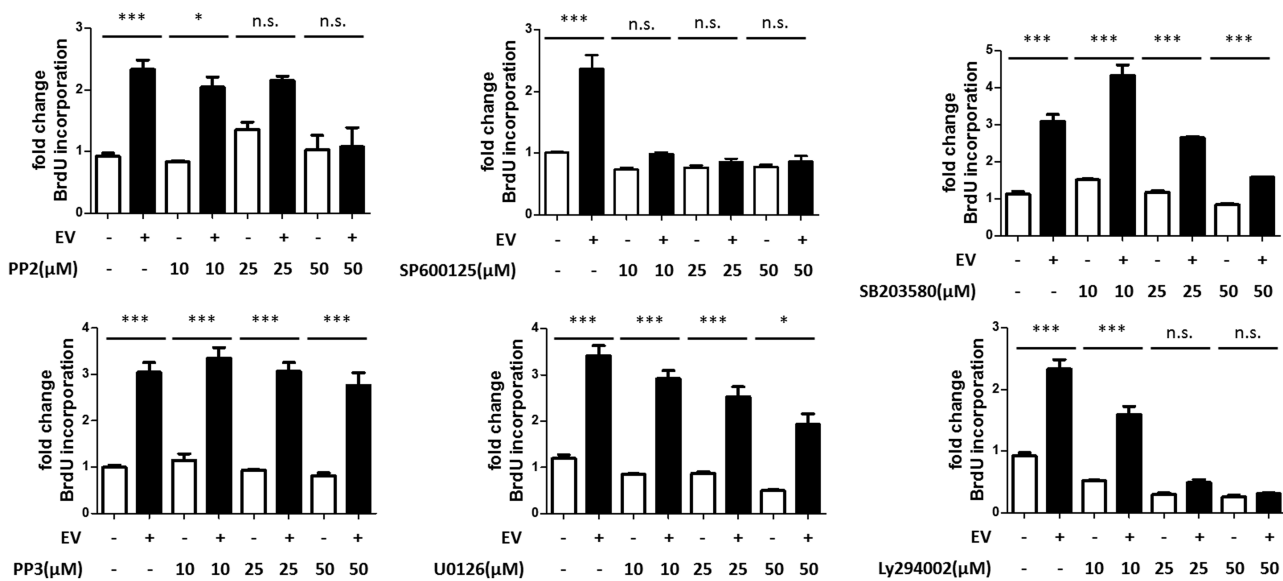 *** * n.s. n.s.
3
2
1
0
fold change
BrdU incorporation
EV - + - + - + - +
PP2(µM) - - 10 10 25 25 50 50
*** n.s. n.s. n.s.
3
2
1
0
fold change
BrdU incorporation
EV - + - + - + - +
SP600125(µM) - - 10 10 25 25 50 50
*** *** *** ***
5
4
3
2
1
0
fold change
BrdU incorporation
EV - + - + - + - +
SB203580(µM) - - 10 10 25 25 50 50
*** *** *** ***
4
3
2
1
0
fold change
BrdU incorporation
EV - + - + - + - +
PP3(µM) - - 10 10 25 25 50 50
*** *** *** *
4
3
2
1
0
fold change
BrdU incorporation
EV - + - + - + - +
U0126(µM) - - 10 10 25 25 50 50
*** *** n.s. n.s.
3
2
1
0
fold change
BrdU incorporation
EV - + - + - + - +
Ly294002(µM) - - 10 10 25 25 50 50